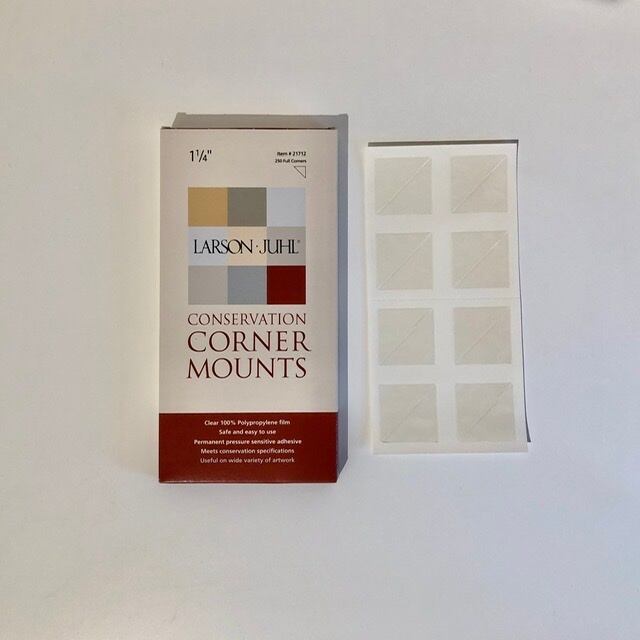 1¼"
Item # 21712
250 Full Corners
LARSON·JUHL®
CONSERVATION
CORNER
MOUNTS
Clear 100% Polypropylene film
Safe and easy to use
Permanent pressure sensitive adhesive
Meets conservation specifications
Useful on wide variety of artwork